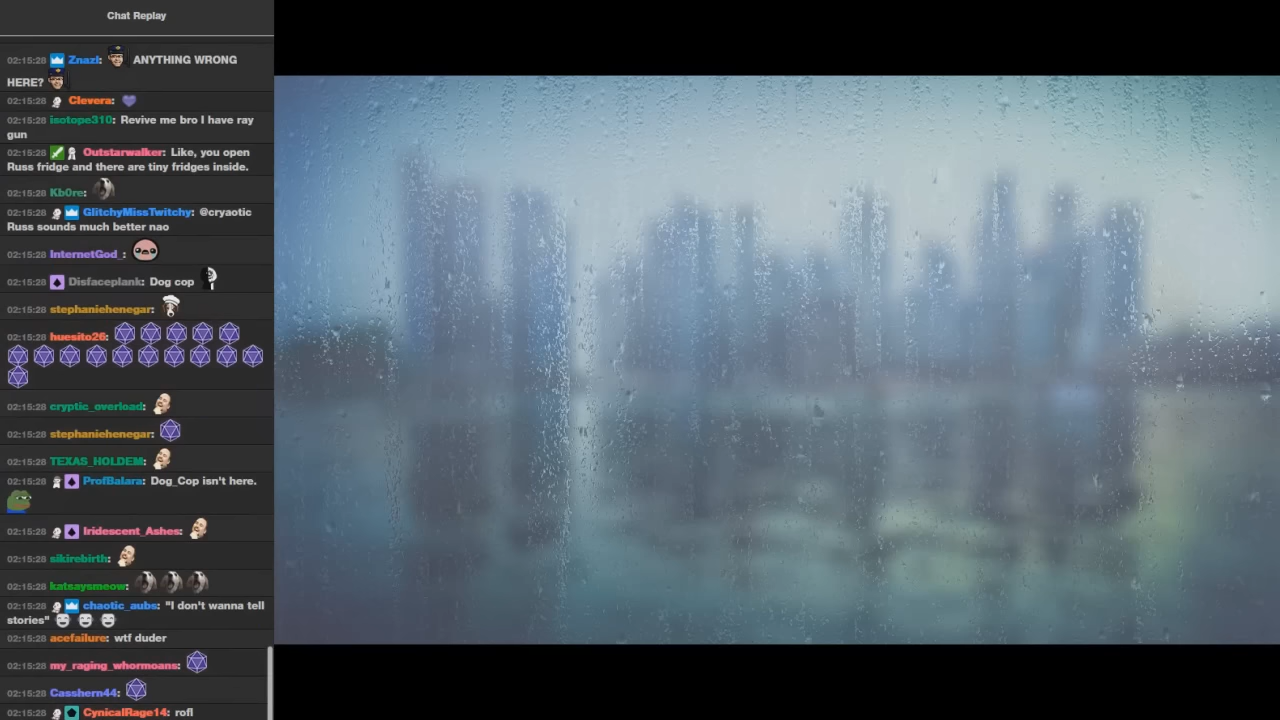 Chat Replay
02:15:28 Znazl: ANYTHING WRONG
HERE?
02:15:28 Clevera:
02:15:28 isotope310: Revive me bro I have ray
gun
02:15:28 Outstarwalker: Like, you open
Russ fridge and there are tiny fridges inside.
02:15:28 Kb0re:
02:15:28 GlitchyMissTwitchy: @cryaotic
Russ sounds much better nao
02:15:28 InternetGod_:
02:15:28 Disfaceplank: Dog cop
02:15:28 stephaniehenegar:
02:15:28 huesito26:
02:15:28 cryptic_overload:
02:15:28 stephaniehenegar:
02:15:28 TEXAS_HOLDEM:
02:15:28 ProfBalara: Dog_Cop isn't here.
02:15:28 Iridescent_Ashes:
02:15:28 sikirebirth:
02:15:28 katsaysmeow:
02:15:28 chaotic_aubs: "I don't wanna tell
stories"
02:15:28 acefailure: wtf duder
02:15:28 my_raging_whormoans:
02:15:28 Casshern44:
02:15:28 CynicalRage14: rofl